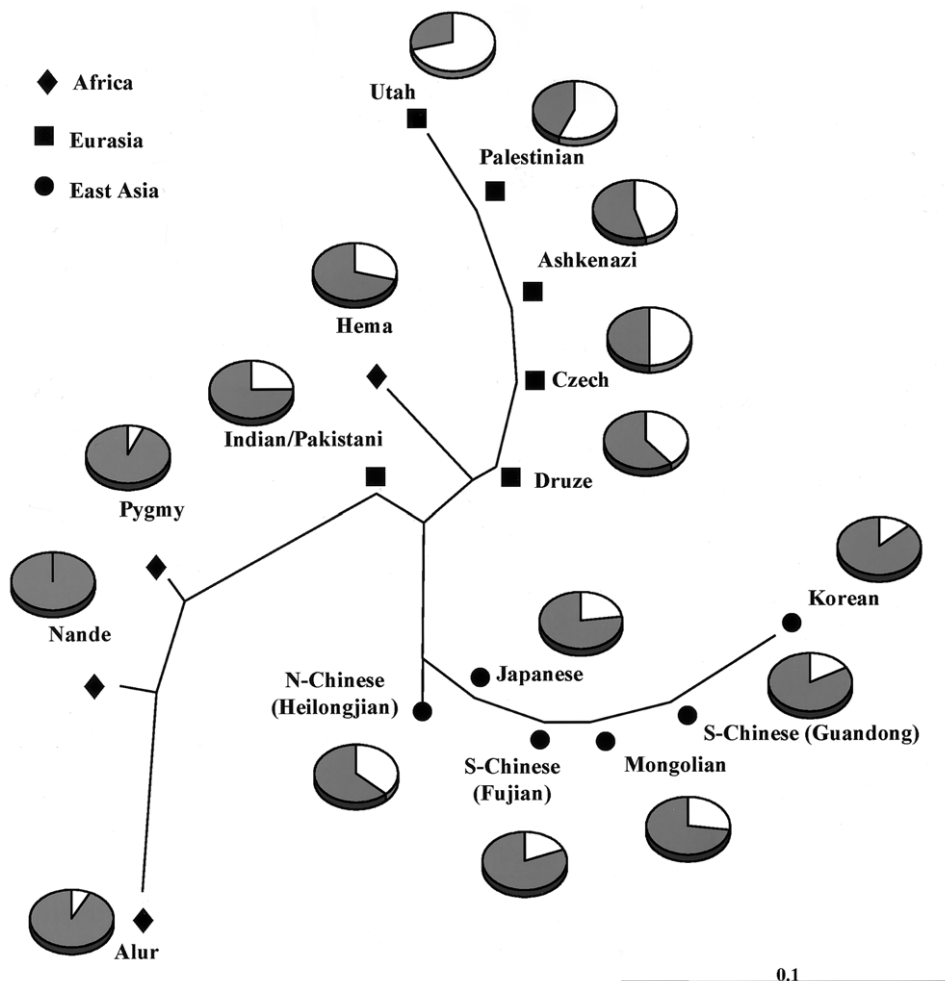 Africa
Eurasia
East Asia
Utah
Palestinian
Ashkenazi
Hema
Czech
Indian/Pakistani
Druze
Pygmy
Korean
Nande
Japanese
N-Chinese
(Heilongjian)
S-Chinese (Guandong)
S-Chinese
(Fujian)
Mongolian
Alur
0.1